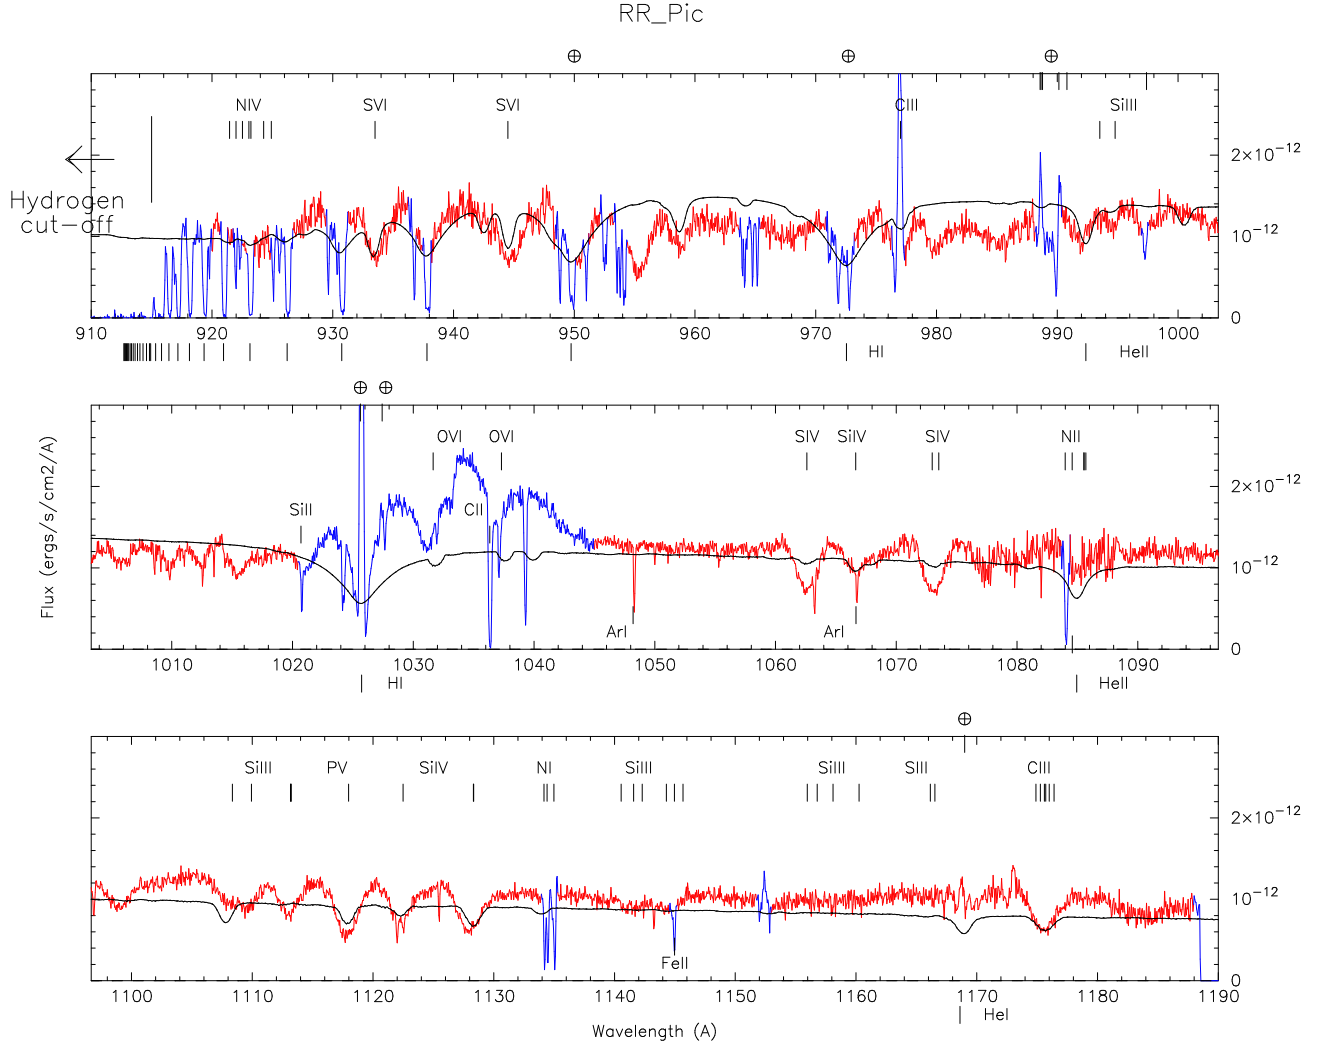 RR_Pic
⊕ ⊕ ⊕
NIV SVI SVI CIII SiIII
2×10−12
Hydrogen
cut−off
10−12
0
910 920 930 940 950 960 970 980 990 1000
HI HeII
⊕ ⊕
OVI OVI SIV SiIV SIV NII
2×10−12
SiII CII
10−12
ArI ArI
0
1010 1020 1030 1040 1050 1060 1070 1080 1090
HI HeII
Flux (ergs/s/cm2/A)
⊕
SiIII PV SiIV NI SiIII SiIII SIII CIII
2×10−12
10−12
FeII
0
1100 1110 1120 1130 1140 1150 1160 1170 1180 1190
HeI
Wavelength (A)